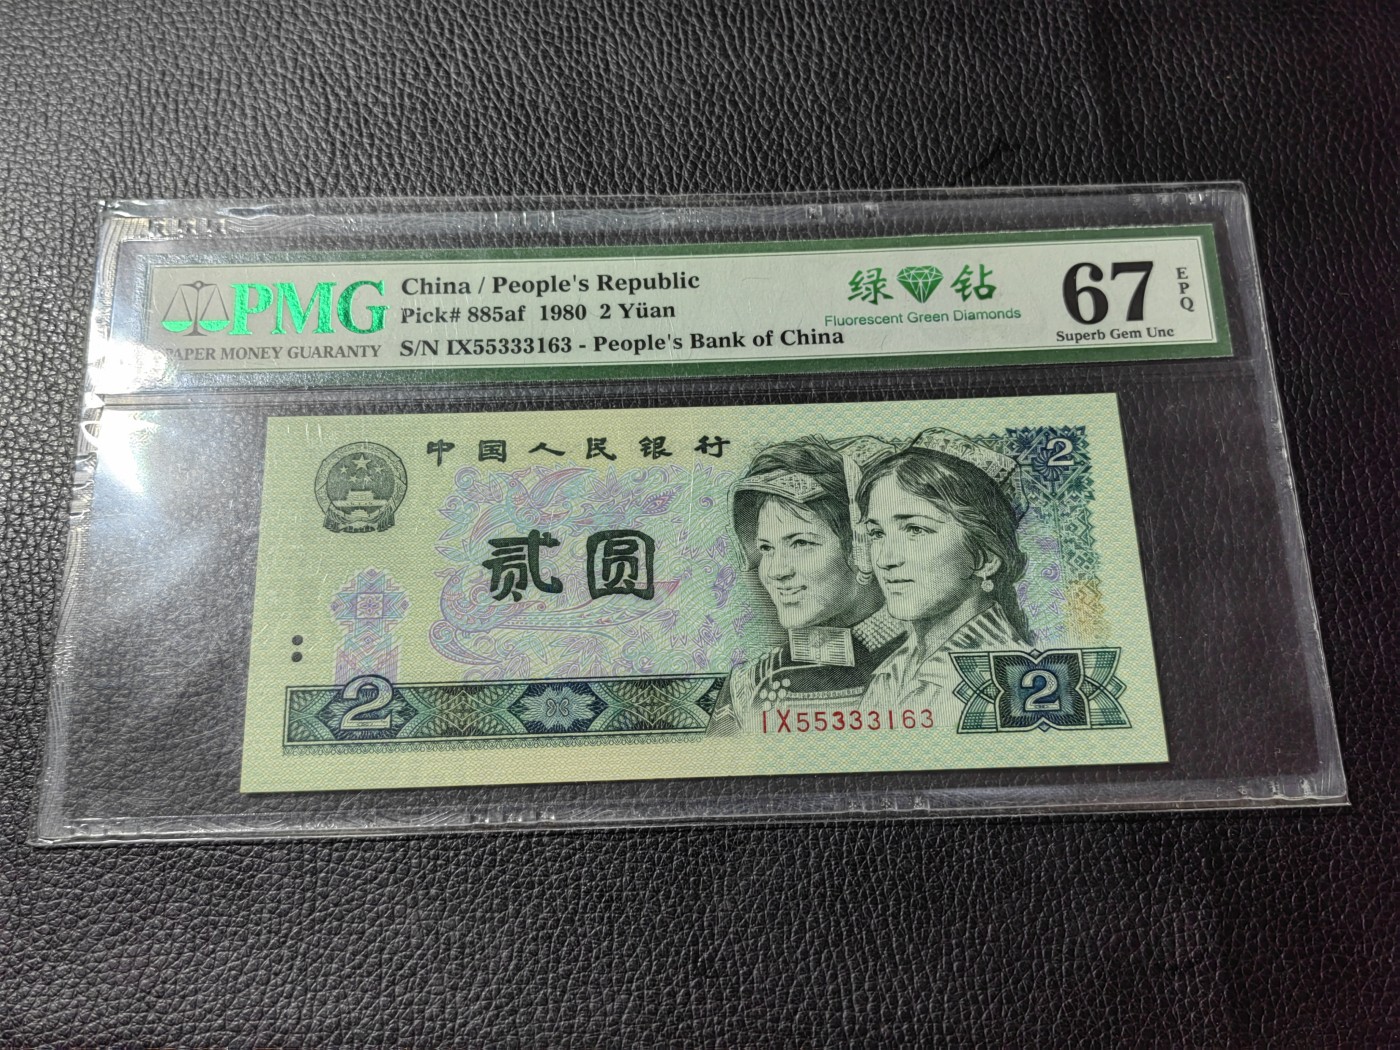 PMG
PAPER MONEY GUARANTY
China / People's Republic
Pick# 885af 1980 2 Yüan
S/N IX55333163 - People's Bank of China
绿钻
Fluorescent Green Diamonds
67
EPQ
Superb Gem Unc
中国人民银行
2
贰圆
2
IX55333163
2